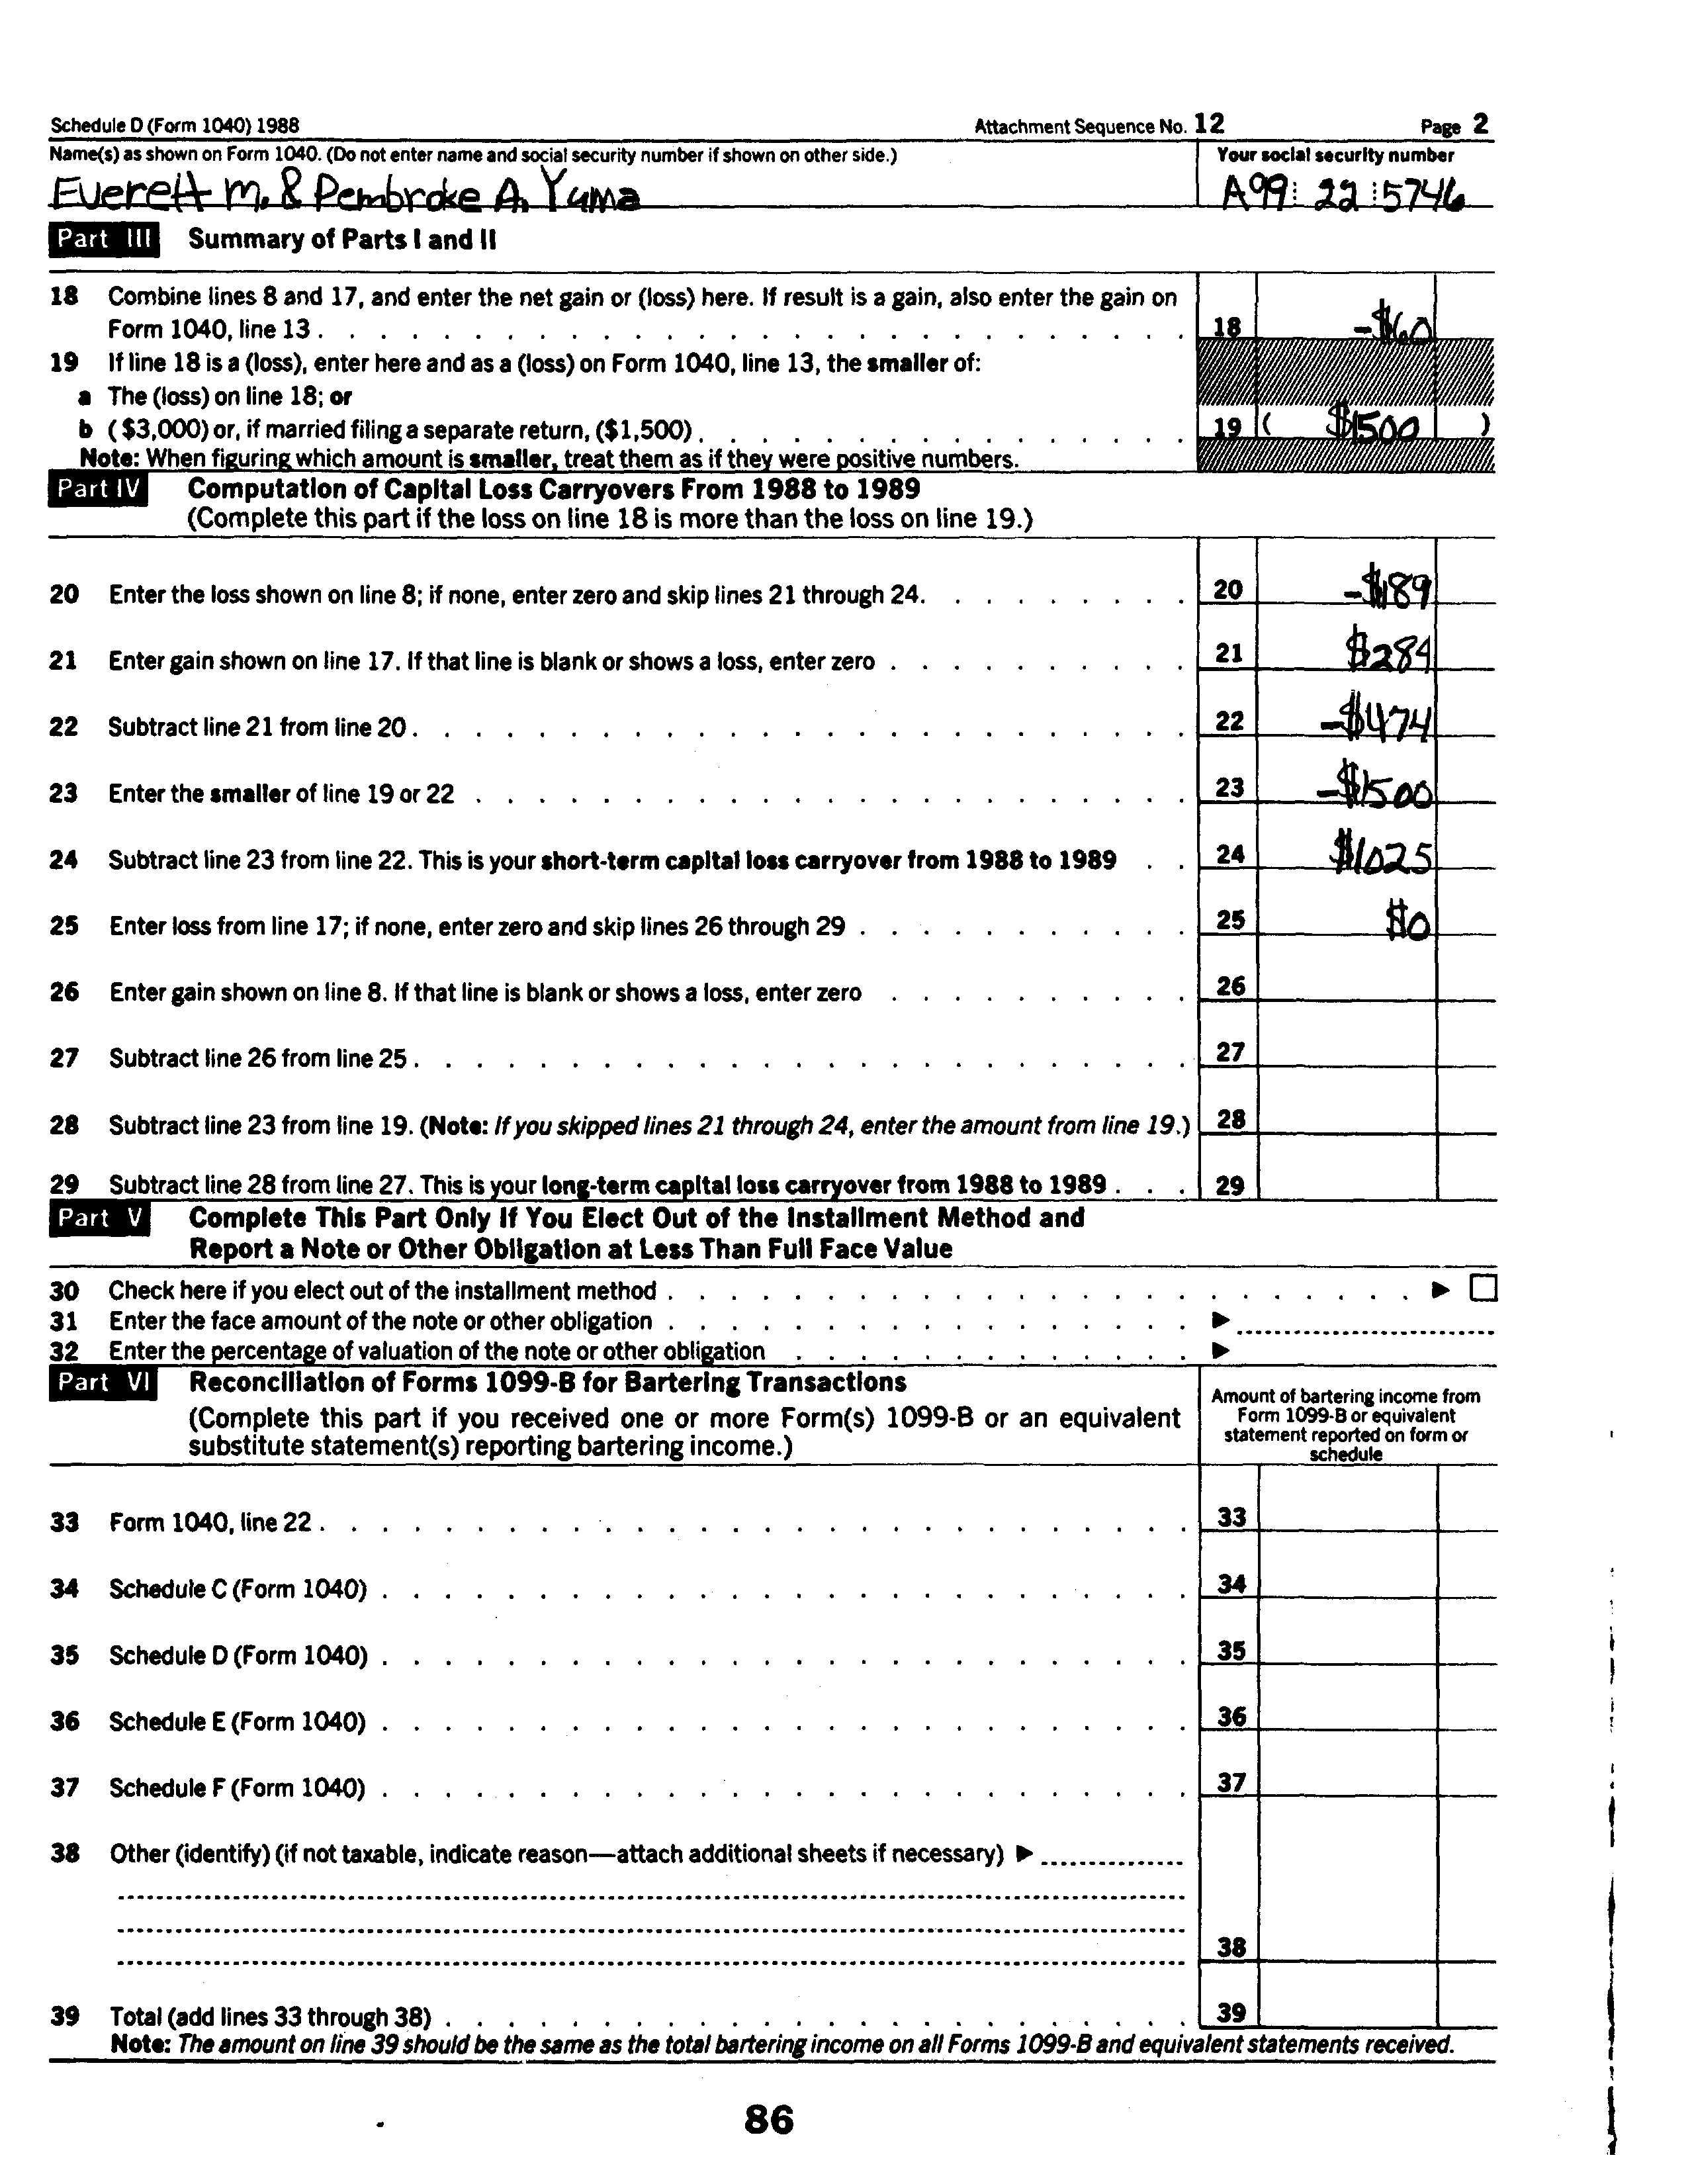 Schedule D (Form 1040) 1988 Attachment Sequence No. 12 Page 2
Name(s) as shown on Form 1040. (Do not enter name and social security number if shown on other side.) Your social security number
Everett M. & Pembroke A. Yuma A99 22 5746
Part III Summary of Parts I and II
18 Combine lines 8 and 17, and enter the net gain or (loss) here. If result is a gain, also enter the gain on
Form 1040, line 13 . 18 -$60
19 If line 18 is a (loss), enter here and as a (loss) on Form 1040, line 13, the smaller of:
a The (loss) on line 18; or
b ($3,000) or, if married filing a separate return, ($1,500) . 19 ( $1500 )
Note: When figuring which amount is smaller, treat them as if they were positive numbers.
Part IV Computation of Capital Loss Carryovers From 1988 to 1989
(Complete this part if the loss on line 18 is more than the loss on line 19.)
20 Enter the loss shown on line 8; if none, enter zero and skip lines 21 through 24. 20 -$189
21 Enter gain shown on line 17. If that line is blank or shows a loss, enter zero . 21 $284
22 Subtract line 21 from line 20 . 22 -$474
23 Enter the smaller of line 19 or 22 . 23 -$1500
24 Subtract line 23 from line 22. This is your short-term capital loss carryover from 1988 to 1989 . 24 $1025
25 Enter loss from line 17; if none, enter zero and skip lines 26 through 29 . 25 $0
26 Enter gain shown on line 8. If that line is blank or shows a loss, enter zero . 26
27 Subtract line 26 from line 25 . 27
28 Subtract line 23 from line 19. (Note: If you skipped lines 21 through 24, enter the amount from line 19.) 28
29 Subtract line 28 from line 27. This is your long-term capital loss carryover from 1988 to 1989 . 29
Part V Complete This Part Only If You Elect Out of the Installment Method and
Report a Note or Other Obligation at Less Than Full Face Value
30 Check here if you elect out of the installment method . ▶ ☐
31 Enter the face amount of the note or other obligation . ▶
32 Enter the percentage of valuation of the note or other obligation . ▶
Part VI Reconciliation of Forms 1099-B for Bartering Transactions
(Complete this part if you received one or more Form(s) 1099-B or an equivalent
substitute statement(s) reporting bartering income.)
Amount of bartering income from
Form 1099-B or equivalent
statement reported on form or
schedule
33 Form 1040, line 22 . 33
34 Schedule C (Form 1040) . 34
35 Schedule D (Form 1040) . 35
36 Schedule E (Form 1040) . 36
37 Schedule F (Form 1040) . 37
38 Other (identify) (if not taxable, indicate reason—attach additional sheets if necessary) ▶
38
39 Total (add lines 33 through 38) . 39
Note: The amount on line 39 should be the same as the total bartering income on all Forms 1099-B and equivalent statements received.
86